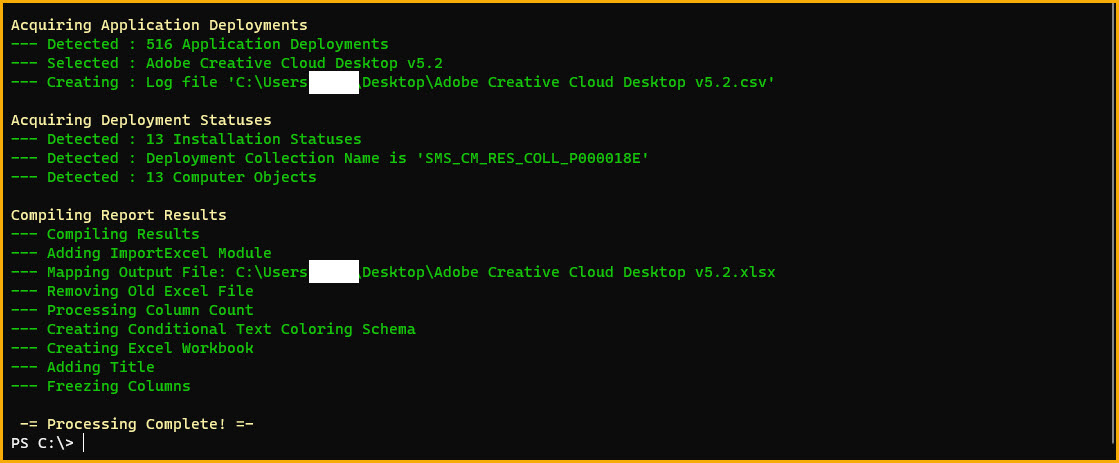 Acquiring Application Deployments
--- Detected : 516 Application Deployments
--- Selected : Adobe Creative Cloud Desktop v5.2
--- Creating : Log file 'C:\Users \Desktop\Adobe Creative Cloud Desktop v5.2.csv'
Acquiring Deployment Statuses
--- Detected : 13 Installation Statuses
--- Detected : Deployment Collection Name is 'SMS_CM_RES_COLL_P000018E'
--- Detected : 13 Computer Objects
Compiling Report Results
--- Compiling Results
--- Adding ImportExcel Module
--- Mapping Output File: C:\Users \Desktop\Adobe Creative Cloud Desktop v5.2.xlsx
--- Removing Old Excel File
--- Processing Column Count
--- Creating Conditional Text Coloring Schema
--- Creating Excel Workbook
--- Adding Title
--- Freezing Columns
-= Processing Complete! =-
PS C:\>